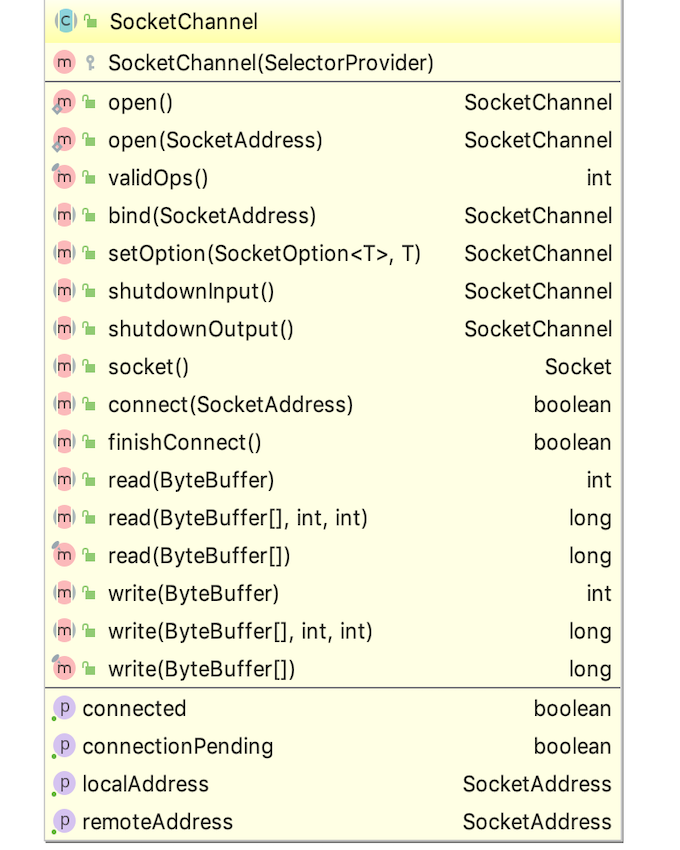 C SocketChannel
m SocketChannel(SelectorProvider)
m open() SocketChannel
m open(SocketAddress) SocketChannel
m validOps() int
m bind(SocketAddress) SocketChannel
m setOption(SocketOption<T>, T) SocketChannel
m shutdownInput() SocketChannel
m shutdownOutput() SocketChannel
m socket() Socket
m connect(SocketAddress) boolean
m finishConnect() boolean
m read(ByteBuffer) int
m read(ByteBuffer[], int, int) long
m read(ByteBuffer[]) long
m write(ByteBuffer) int
m write(ByteBuffer[], int, int) long
m write(ByteBuffer[]) long
p connected boolean
p connectionPending boolean
p localAddress SocketAddress
p remoteAddress SocketAddress